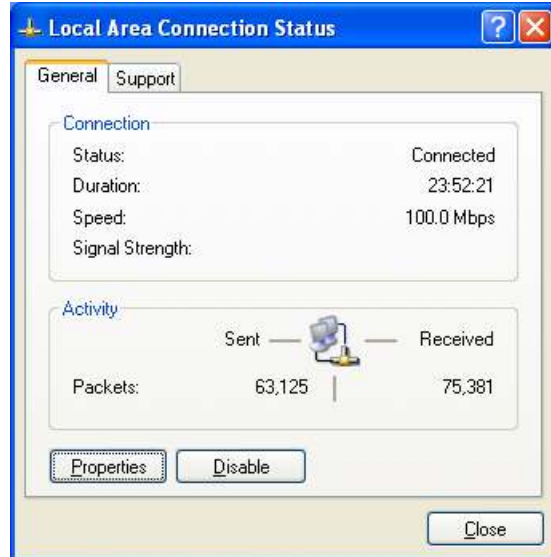 Local Area Connection Status
General Support
Connection
Status: Connected
Duration: 23:52:21
Speed: 100.0 Mbps
Signal Strength:
Activity
Sent Received
Packets: 63,125 75,381
Properties Disable
Close